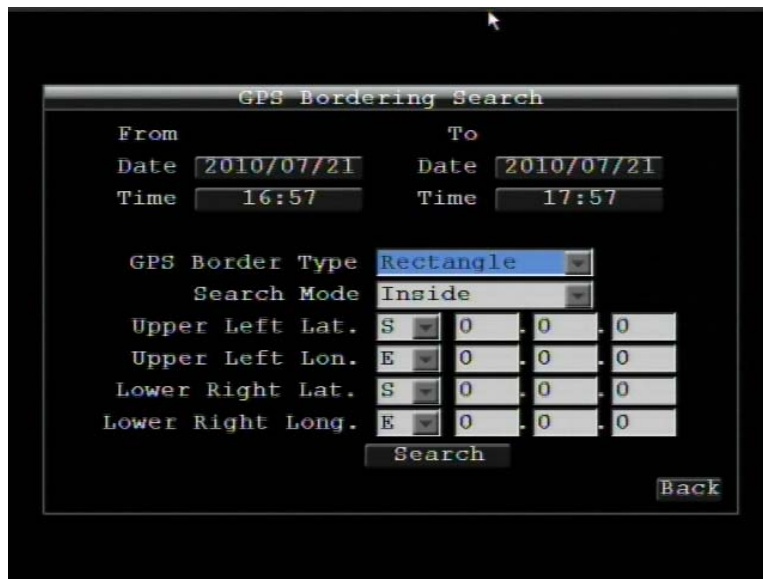 GPS Bordering Search
From To
Date 2010/07/21 Date 2010/07/21
Time 16:57 Time 17:57
GPS Border Type Rectangle
Search Mode Inside
Upper Left Lat. S 0 . 0 . 0
Upper Left Lon. E 0 . 0 . 0
Lower Right Lat. S 0 . 0 . 0
Lower Right Long. E 0 . 0 . 0
Search
Back